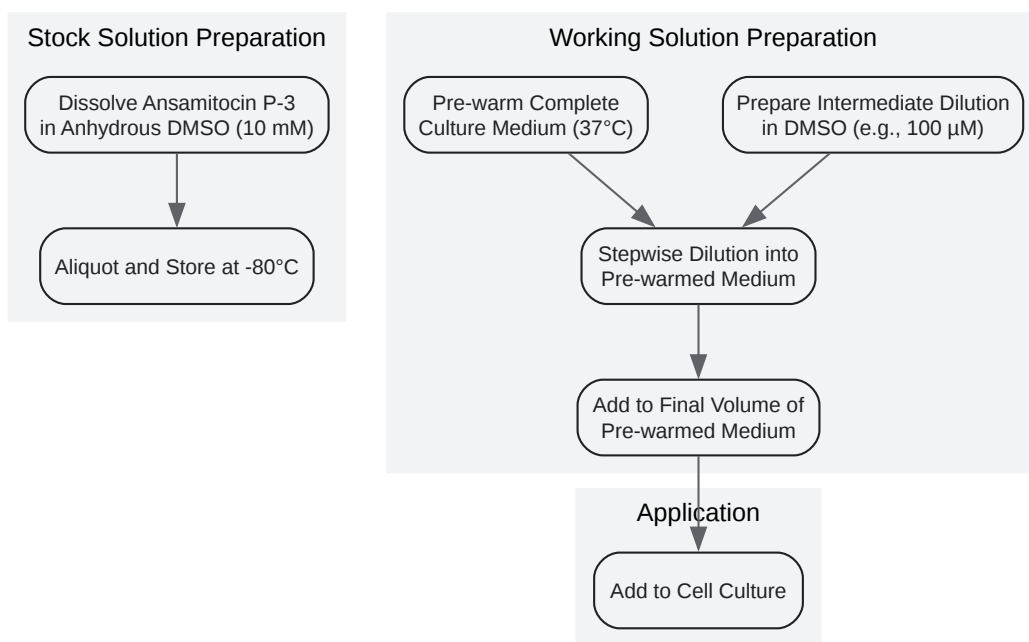 Stock Solution Preparation
Dissolve Ansamitocin P-3
in Anhydrous DMSO (10 mM)
Aliquot and Store at -80°C
Working Solution Preparation
Pre-warm Complete
Culture Medium (37°C)
Prepare Intermediate Dilution
in DMSO (e.g., 100 µM)
Stepwise Dilution into
Pre-warmed Medium
Add to Final Volume of
Pre-warmed Medium
Application
Add to Cell Culture